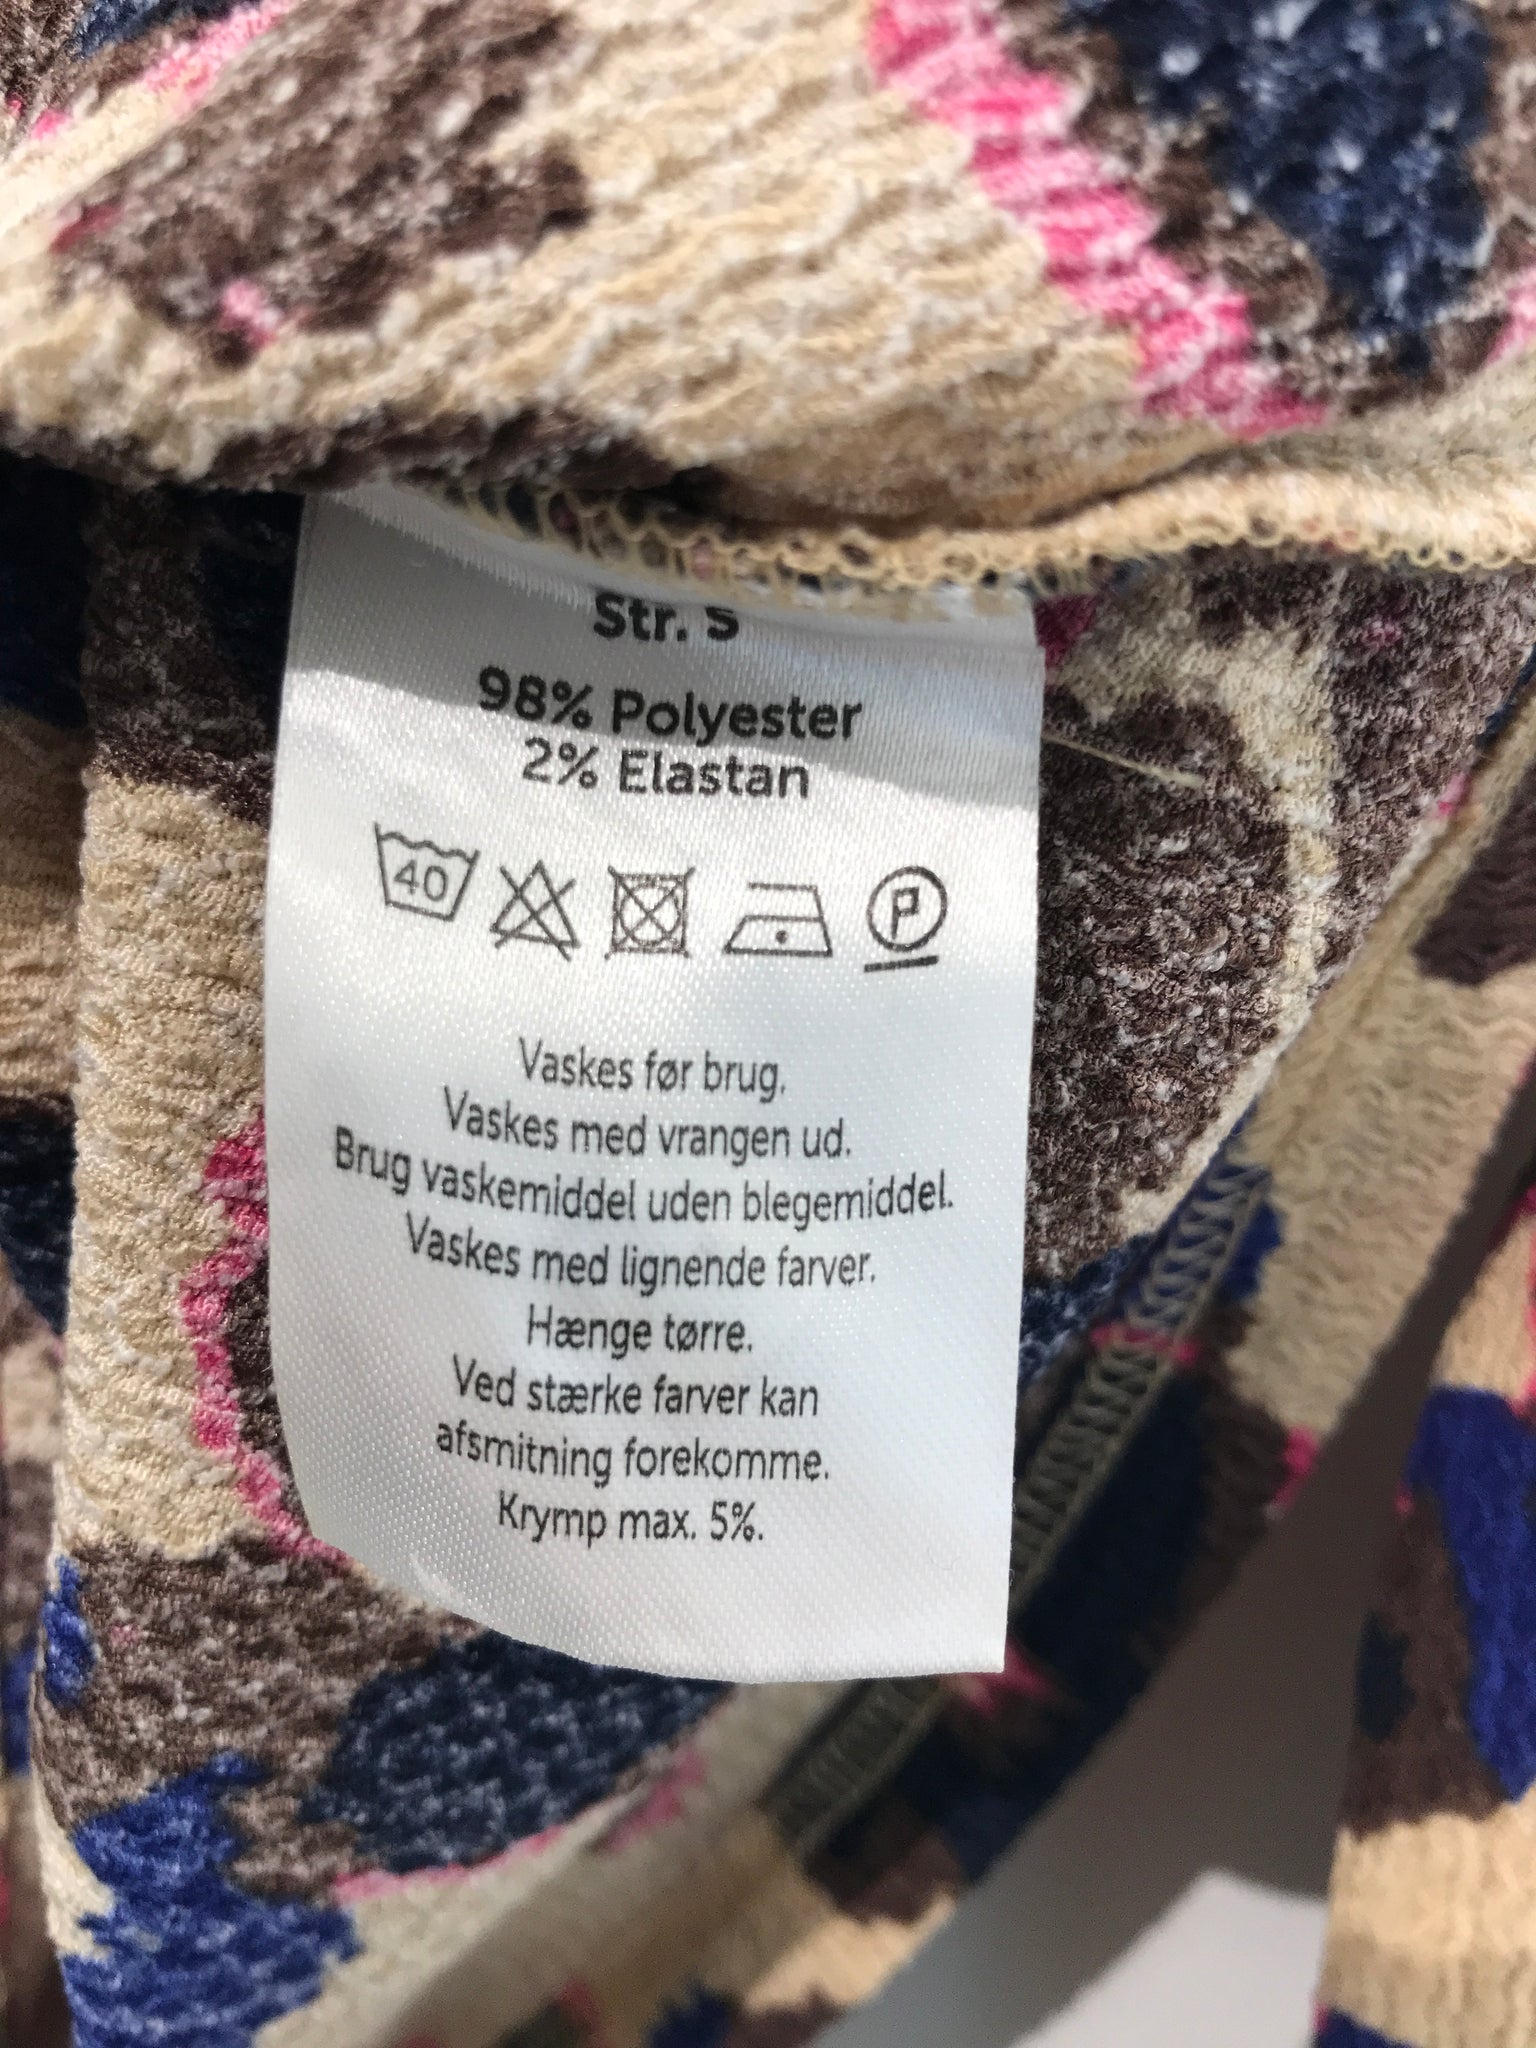 Str. S
98% Polyester
2% Elastan
40 P
Vaskes før brug.
Vaskes med vrangen ud.
Brug vaskemiddel uden blegemiddel.
Vaskes med lignende farver.
Hænge tørre.
Ved stærke farver kan
afsmitning forekomme.
Krymp max. 5%.